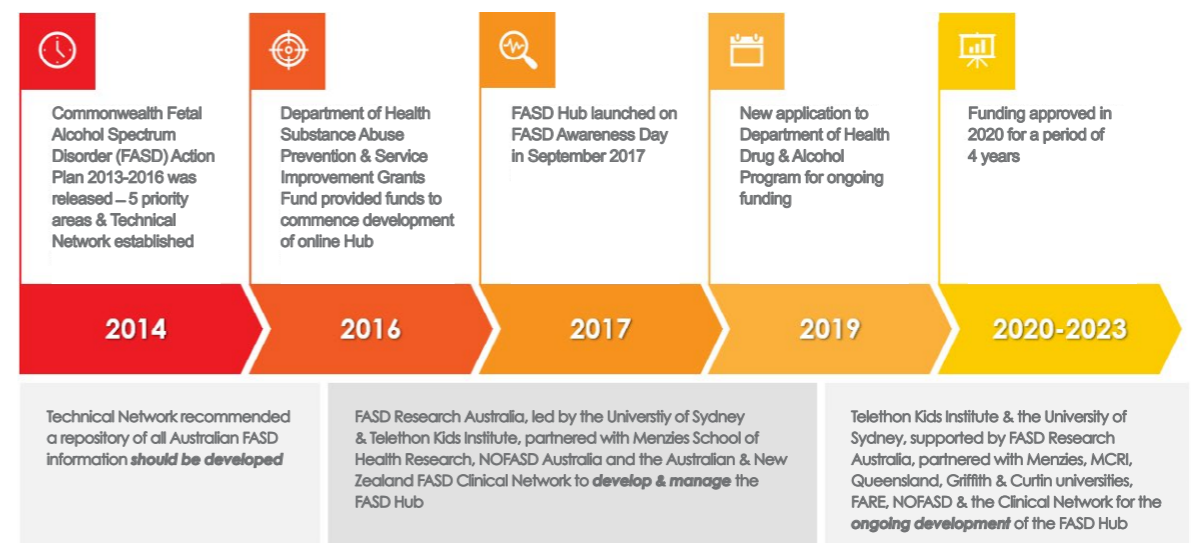 Commonwealth Fetal
Alcohol Spectrum
Disorder (FASD) Action
Plan 2013-2016 was
released – 5 priority
areas & Technical
Network established
Department of Health
Substance Abuse
Prevention & Service
Improvement Grants
Fund provided funds to
commence development
of online Hub
FASD Hub launched on
FASD Awareness Day
in September 2017
New application to
Department of Health
Drug & Alcohol
Program for ongoing
funding
Funding approved in
2020 for a period of
4 years
2014
2016
2017
2019
2020-2023
Technical Network recommended
a repository of all Australian FASD
information should be developed
FASD Research Australia, led by the Universtiy of Sydney
& Telethon Kids Institute, partnered with Menzies School of
Health Research, NOFASD Australia and the Australian & New
Zealand FASD Clinical Network to develop & manage the
FASD Hub
Telethon Kids Institute & the University of
Sydney, supported by FASD Research
Australia, partnered with Menzies, MCRI,
Queensland, Griffith & Curtin universities,
FARE, NOFASD & the Clinical Network for the
ongoing development of the FASD Hub